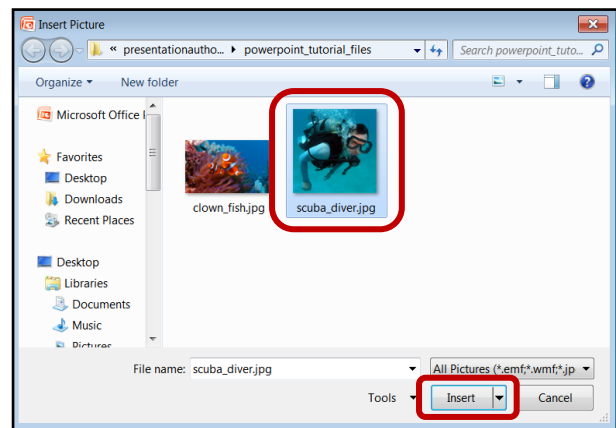 Insert Picture
« presentationautho... powerpoint_tutorial_files
Search powerpoint_tuto...
Organize New folder
Microsoft Office
Favorites
Desktop
Downloads
Recent Places
Desktop
Libraries
Documents
Music
Pictures
clown_fish.jpg scuba_diver.jpg
File name: scuba_diver.jpg All Pictures (*.emf;*.wmf;*.jp
Tools Insert Cancel